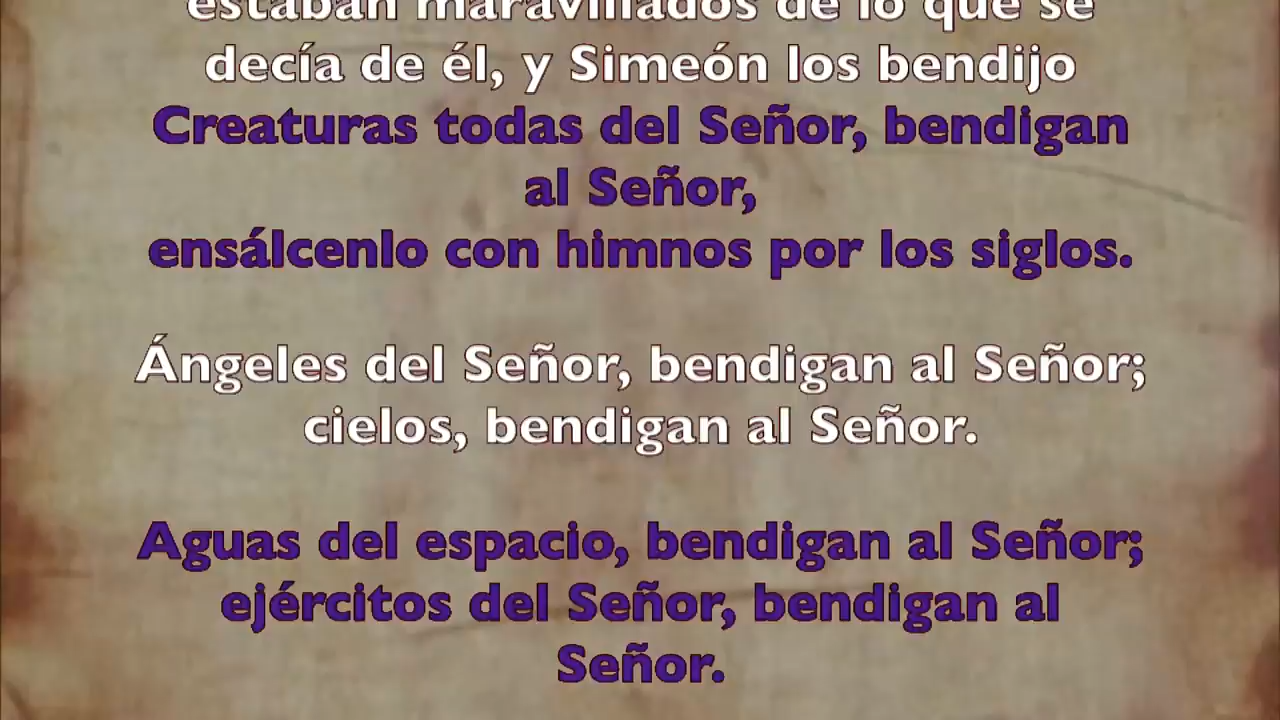 estaban maravillados de lo que se
decía de él, y Simeón los bendijo
Creaturas todas del Señor, bendigan
al Señor,
ensálcenlo con himnos por los siglos.
Ángeles del Señor, bendigan al Señor;
cielos, bendigan al Señor.
Aguas del espacio, bendigan al Señor;
ejércitos del Señor, bendigan al
Señor.